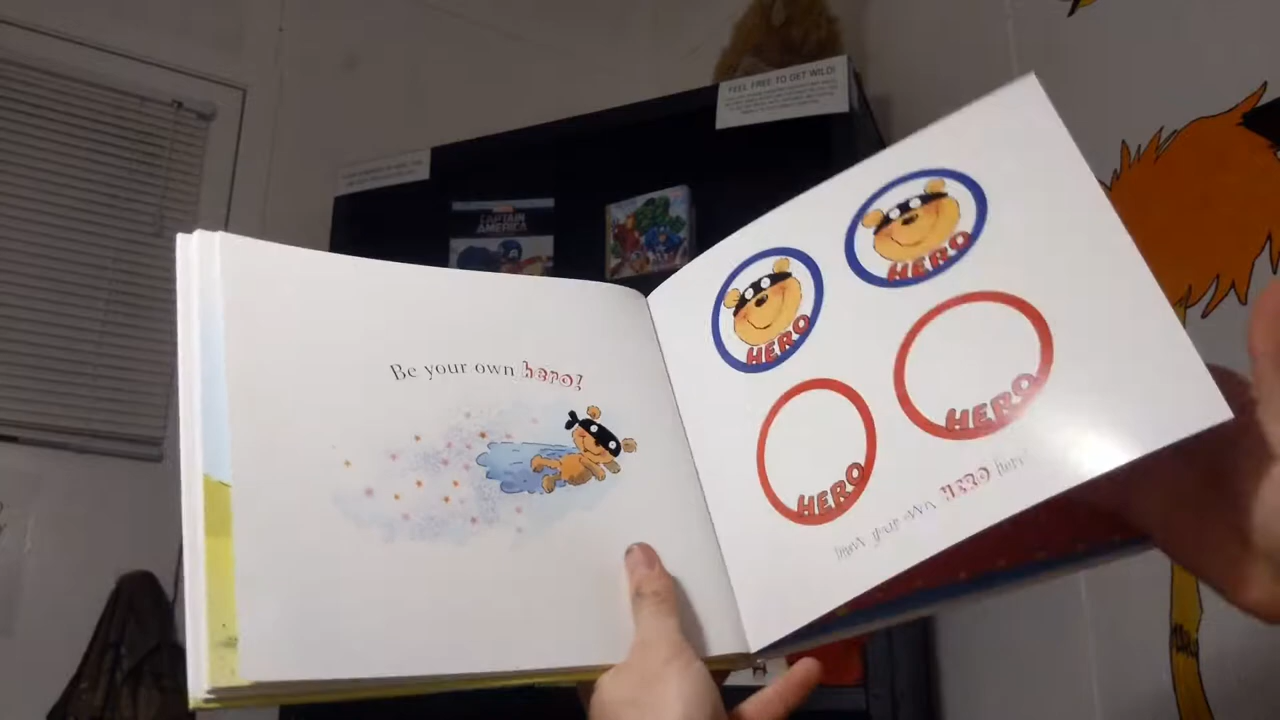 FEEL FREE TO GET WILD!
CAPTAIN
AMERICA
Be your own hero!
HERO
HERO
HERO
HERO
Draw your own HERO here